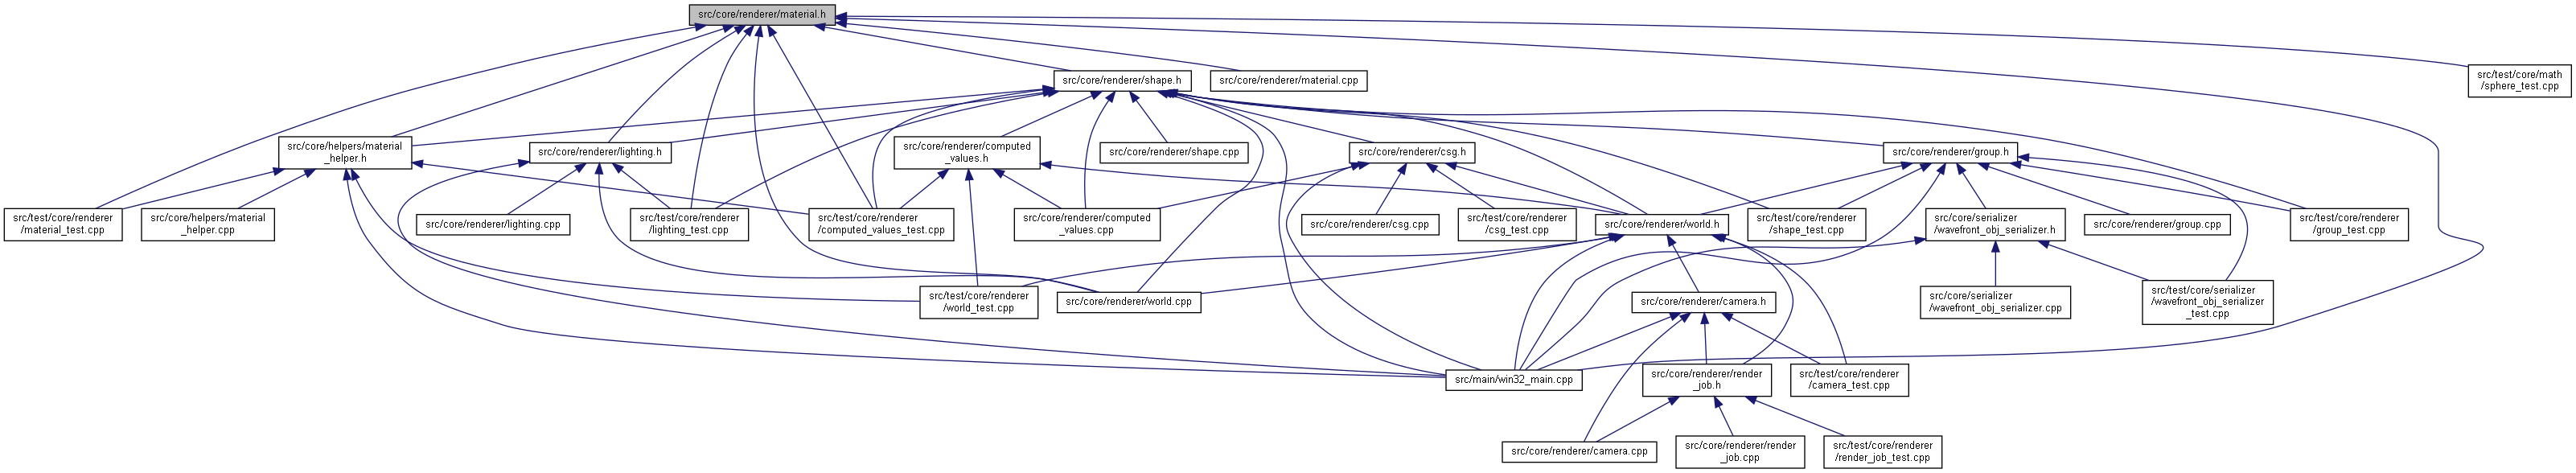 src/core/renderer/material.h
src/core/renderer/shape.h
src/core/renderer/material.cpp
src/test/core/math
/sphere_test.cpp
src/core/helpers/material
_helper.h
src/core/renderer/lighting.h
src/core/renderer/computed
_values.h
src/core/renderer/shape.cpp
src/core/renderer/csg.h
src/core/renderer/group.h
src/test/core/renderer
/material_test.cpp
src/core/helpers/material
_helper.cpp
src/core/renderer/lighting.cpp
src/test/core/renderer
/lighting_test.cpp
src/test/core/renderer
/computed_values_test.cpp
src/core/renderer/computed
_values.cpp
src/core/renderer/csg.cpp
src/test/core/renderer
/csg_test.cpp
src/core/renderer/world.h
src/test/core/renderer
/shape_test.cpp
src/core/serializer
/wavefront_obj_serializer.h
src/core/renderer/group.cpp
src/test/core/renderer
/group_test.cpp
src/test/core/renderer
/world_test.cpp
src/core/renderer/world.cpp
src/core/renderer/camera.h
src/core/serializer
/wavefront_obj_serializer.cpp
src/test/core/serializer
/wavefront_obj_serializer
_test.cpp
src/main/win32_main.cpp
src/core/renderer/render
_job.h
src/test/core/renderer
/camera_test.cpp
src/core/renderer/camera.cpp
src/core/renderer/render
_job.cpp
src/test/core/renderer
/render_job_test.cpp